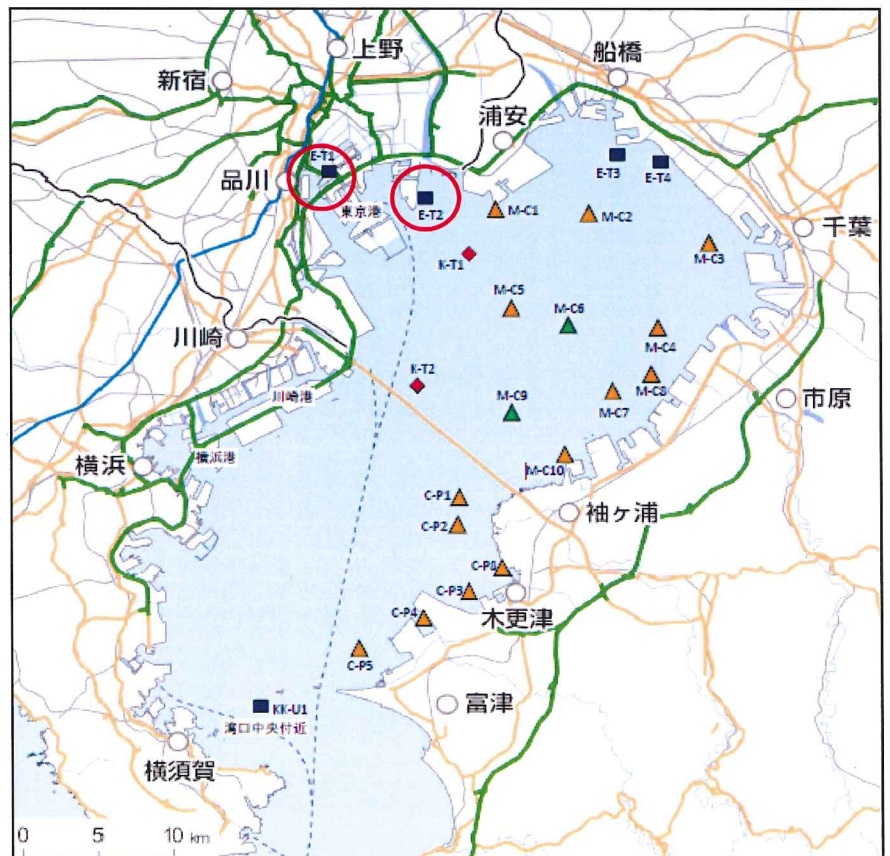 上野
船橋
新宿
浦安
E-T1
E-T3
E-T4
品川
東京港
E-T2
M-C1
M-C2
千葉
M-C3
K-T1
M-C5
M-C6
川崎
M-C4
K-T2
M-C8
川崎港
M-C9
M-C7
市原
横浜
横浜港
M-C10
C-P1
袖ヶ浦
C-P2
C-P8
C-P3
木更津
C-P4
C-P5
KK-U1
富津
湾口中央付近
横須賀
0 5 10 km